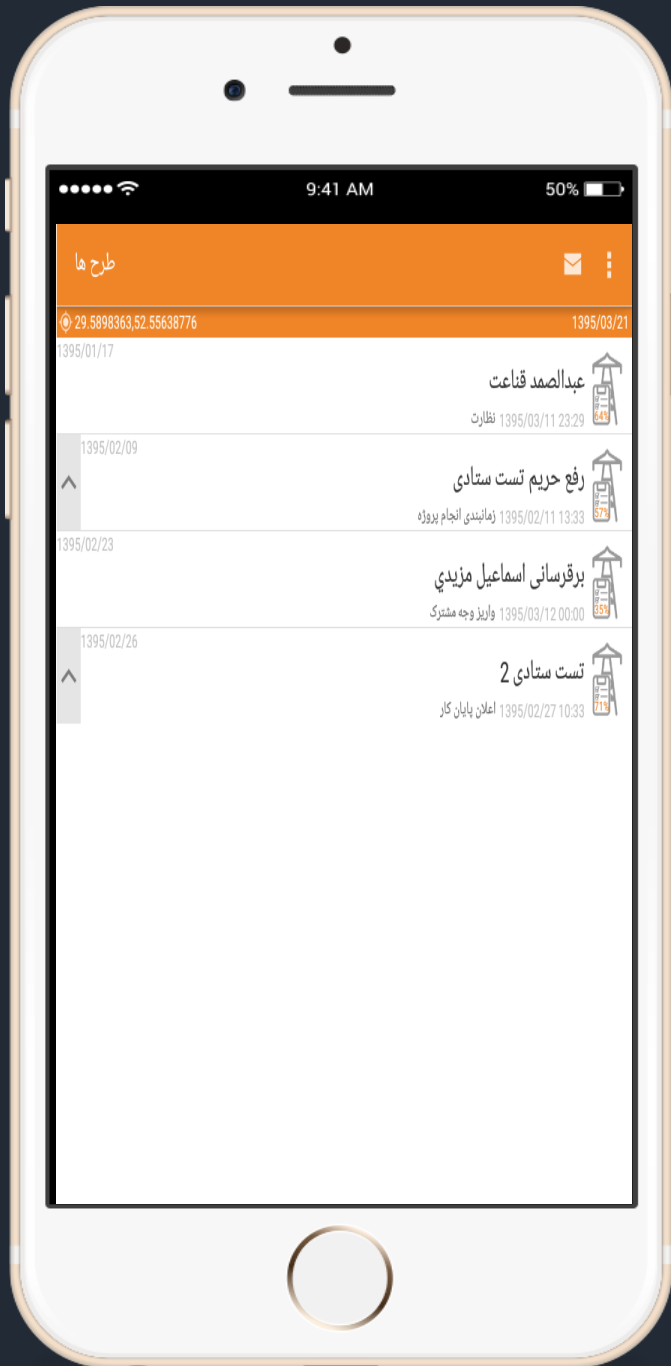 9:41 AM
50%
طرح ها
29.5898363,52.55638776
1395/03/21
1395/01/17
عبدالصمد قناعت
1395/03/11 23:29 نظارت
64%
1395/02/09
رفع حریم تست ستادی
1395/02/11 13:33 زمانبندی انجام پروژه
57%
1395/02/23
برقرسانی اسماعیل مزیدي
1395/03/12 00:00 واریز وجه مشترک
35%
1395/02/26
تست ستادی 2
1395/02/27 10:33 اعلان پایان کار
71%